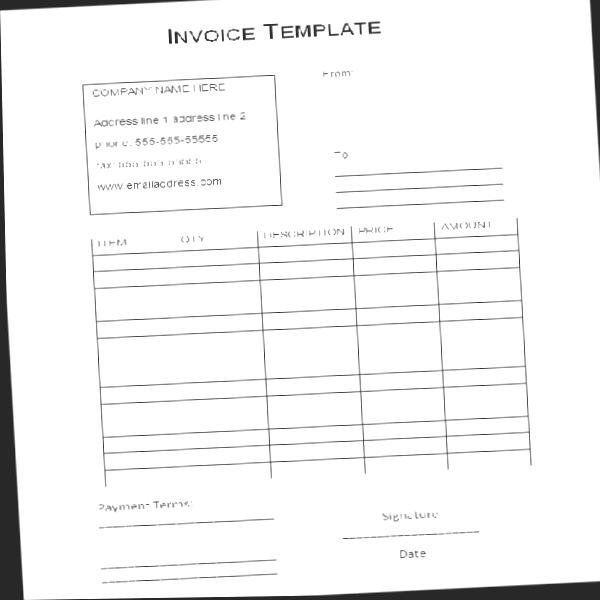 INVOICE TEMPLATE
From:
COMPANY NAME HERE
Address line 1 address line 2
phone: 555-555-55555
fax: 555-555-55555
www.emailaddress.com
To
ITEM QTY DESCRIPTION PRICE AMOUNT
Payment Terms:
Signature
Date